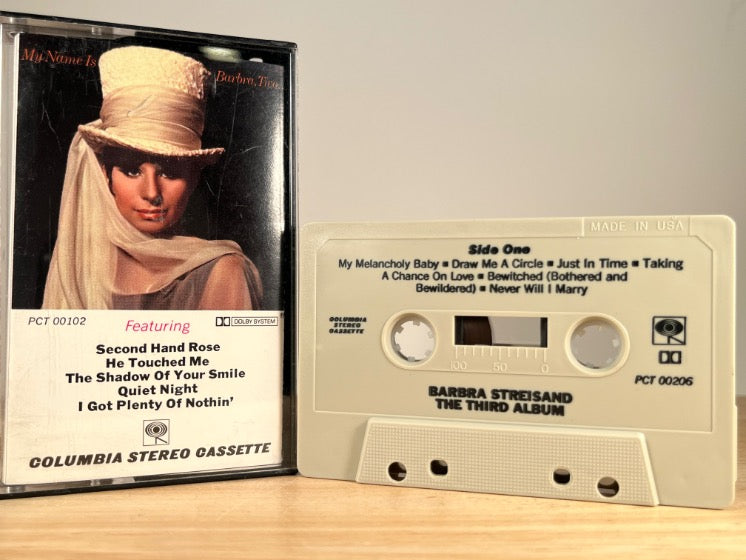 My Name Is
Barbra, Two...
PCT 00102
Featuring
DOLBY SYSTEM
Second Hand Rose
He Touched Me
The Shadow Of Your Smile
Quiet Night
I Got Plenty Of Nothin'
COLUMBIA STEREO CASSETTE
MADE IN USA
Side One
My Melancholy Baby ■ Draw Me A Circle ■ Just In Time ■ Taking
A Chance On Love ■ Bewitched (Bothered and
Bewildered) ■ Never Will I Marry
COLUMBIA
STEREO
CASSETTE
100 50 0
PCT 00206
BARBRA STREISAND
THE THIRD ALBUM